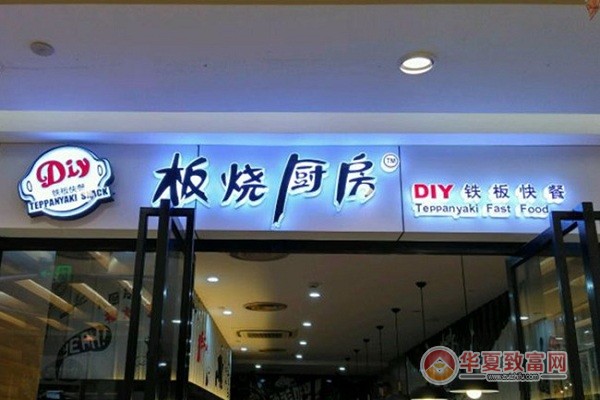 Diy
铁板快餐
TEPPANYAKI SNACK
板烧厨房 TM
DIY 铁板快餐
Teppanyaki Fast Food
华夏致富网